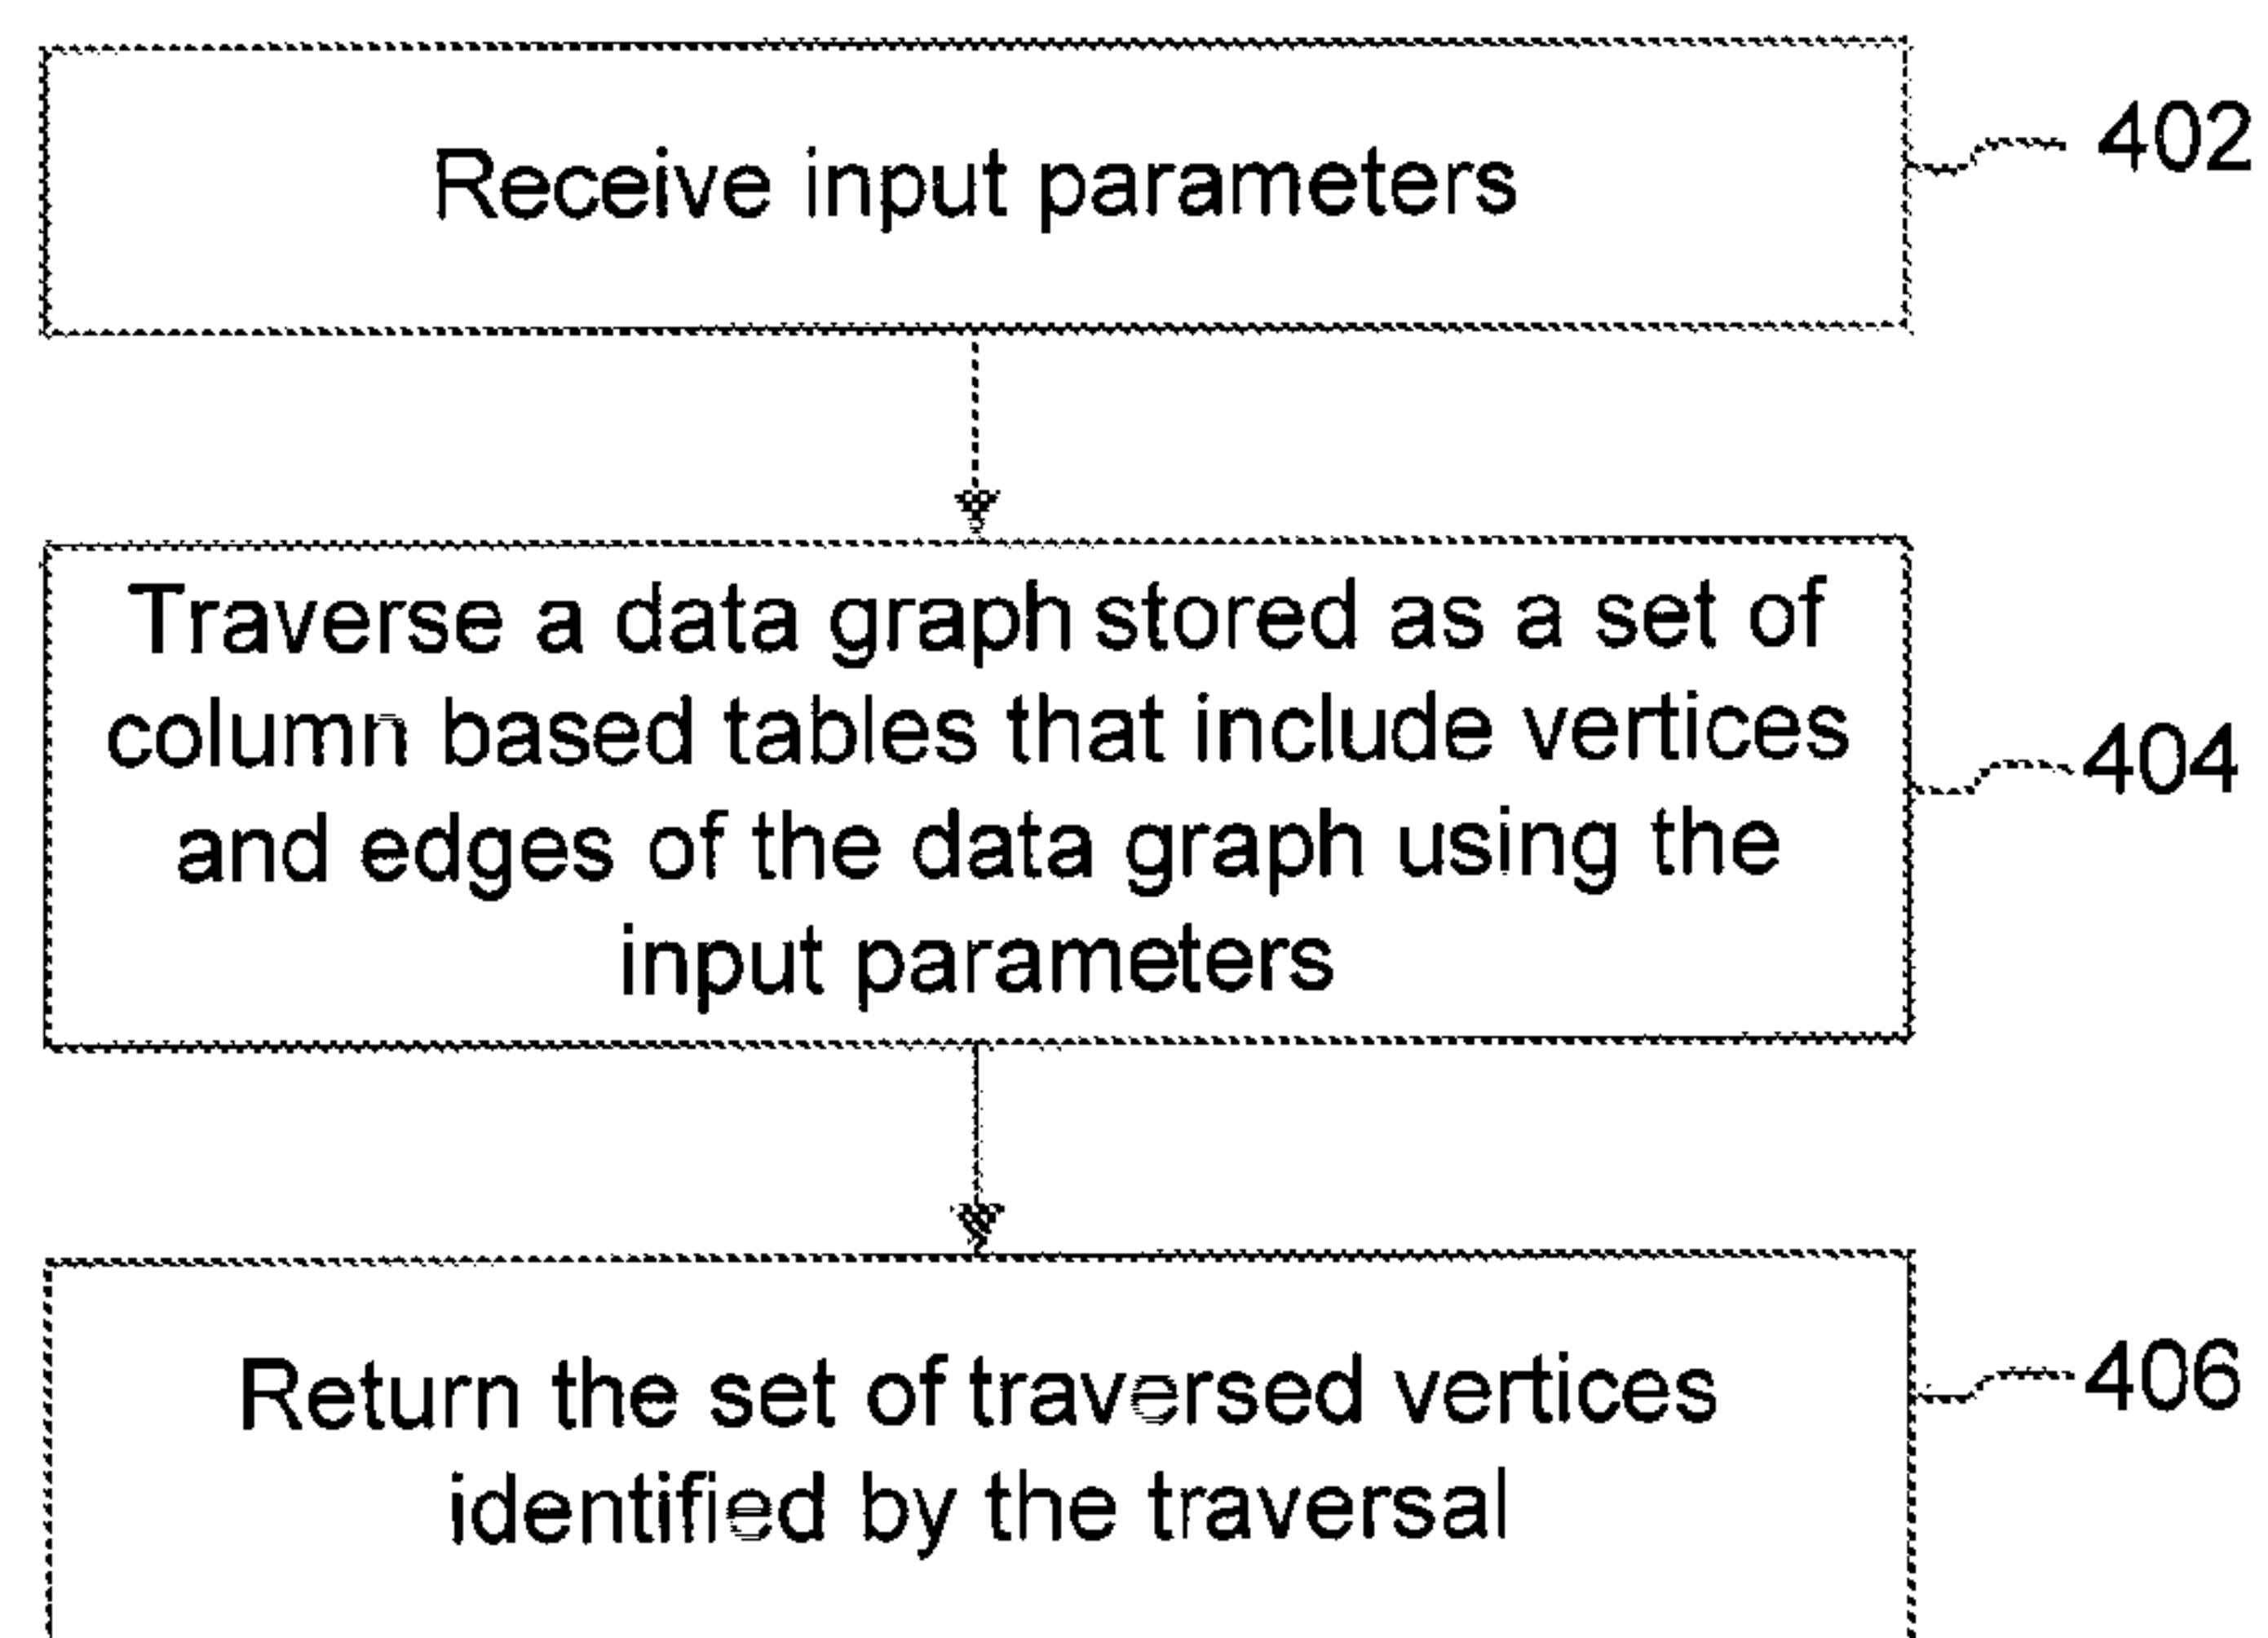 Receive input parameters
402
Traverse a data graph stored as a set of
column based tables that include vertices
and edges of the data graph using the
input parameters
404
Return the set of traversed vertices
identified by the traversal
406